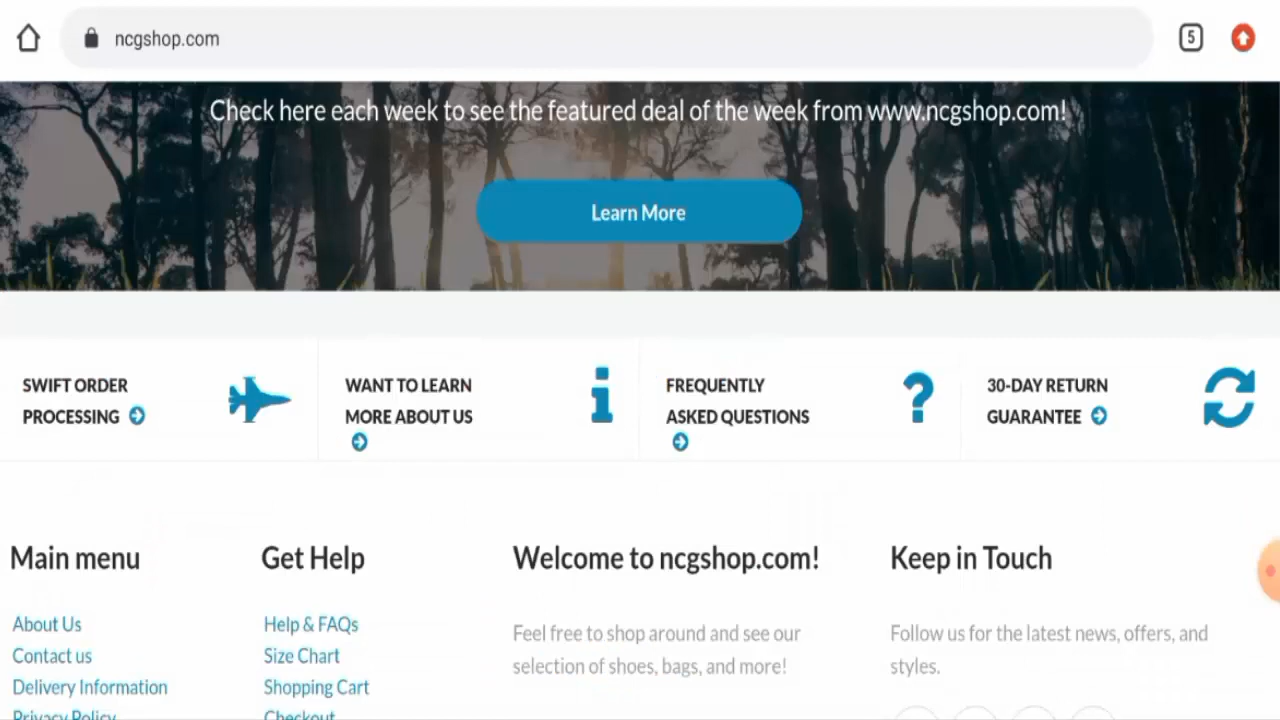 ncgshop.com
5
Check here each week to see the featured deal of the week from www.ncgshop.com!
Learn More
SWIFT ORDER
PROCESSING
WANT TO LEARN
MORE ABOUT US
FREQUENTLY
ASKED QUESTIONS
30-DAY RETURN
GUARANTEE
Main menu
About Us
Contact us
Delivery Information
Privacy Policy
Get Help
Help & FAQs
Size Chart
Shopping Cart
Checkout
Welcome to ncgshop.com!
Feel free to shop around and see our
selection of shoes, bags, and more!
Keep in Touch
Follow us for the latest news, offers, and
styles.